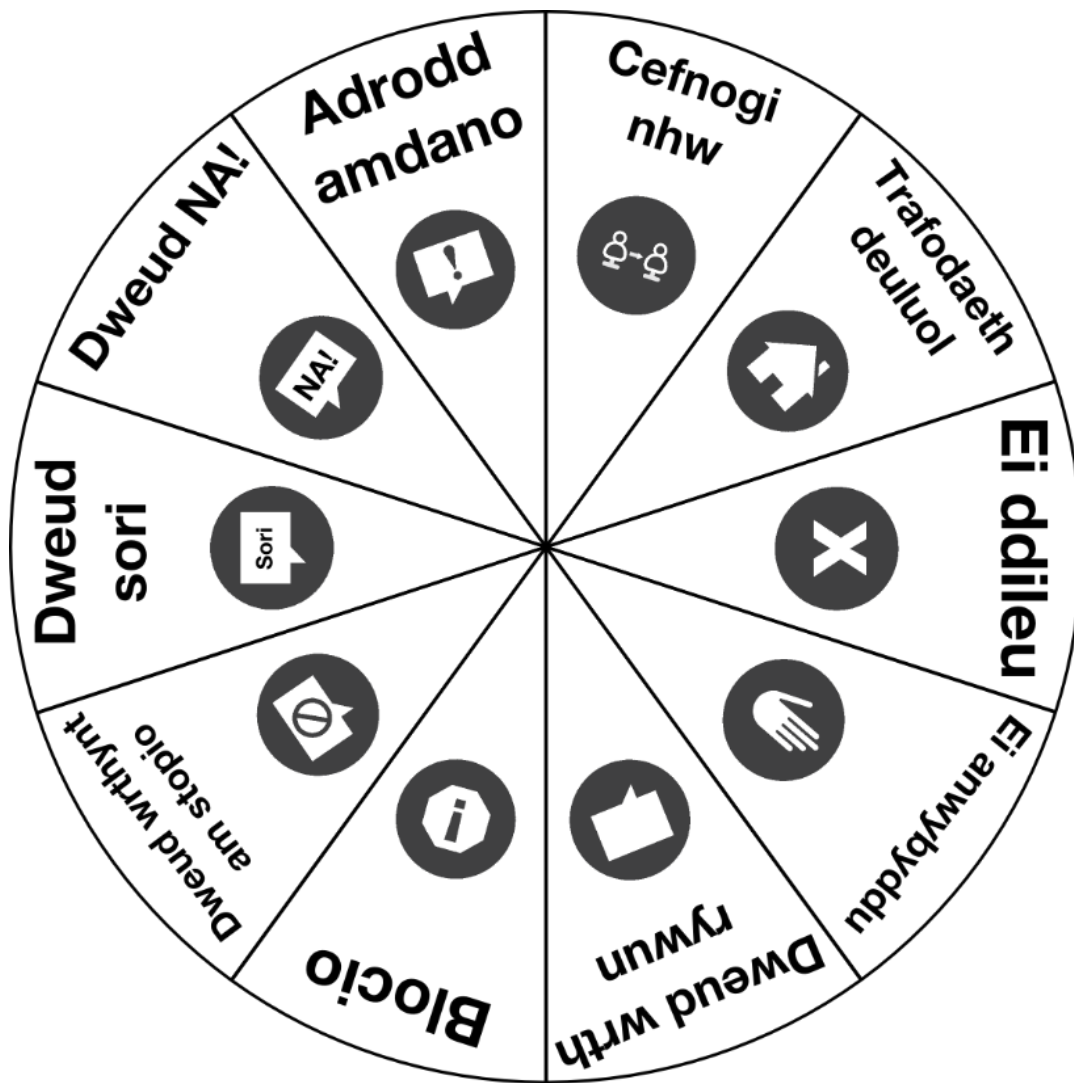 Cefnogi
nhw
Trafodaeth
deuluol
Ei ddileu
Ei anwybyddu
Dweud wrth
rywun
Blocio
Dweud wrthynt
am stopio
Dweud
sori
Sori
Dweud NA!
NA!
Adrodd
amdano
!